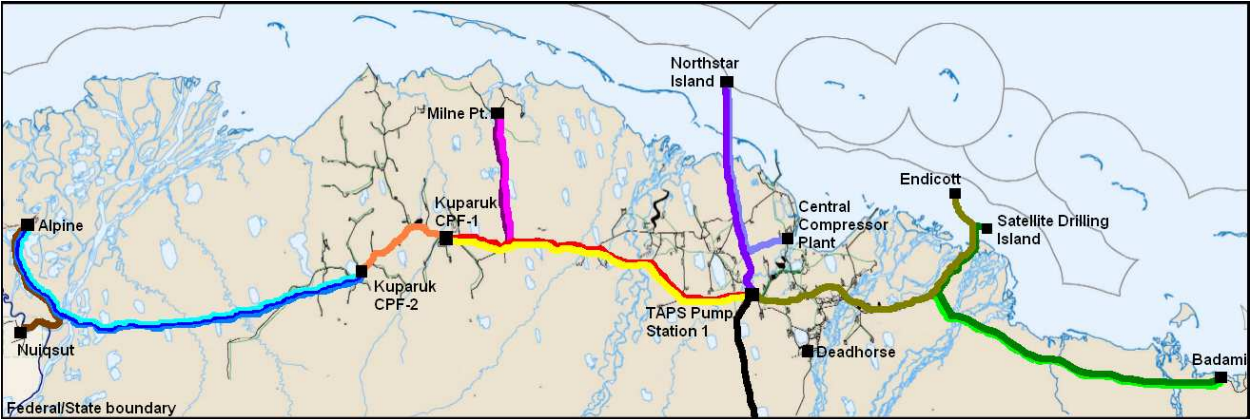 Northstar
Island
Milne Pt.
Endicott
Kuparuk
CPF-1
Central
Compressor
Plant
Satellite Drilling
Island
Alpine
Kuparuk
CPF-2
TAPS Pump
Station 1
Nuiqsut
Deadhorse
Badami
Federal/State boundary